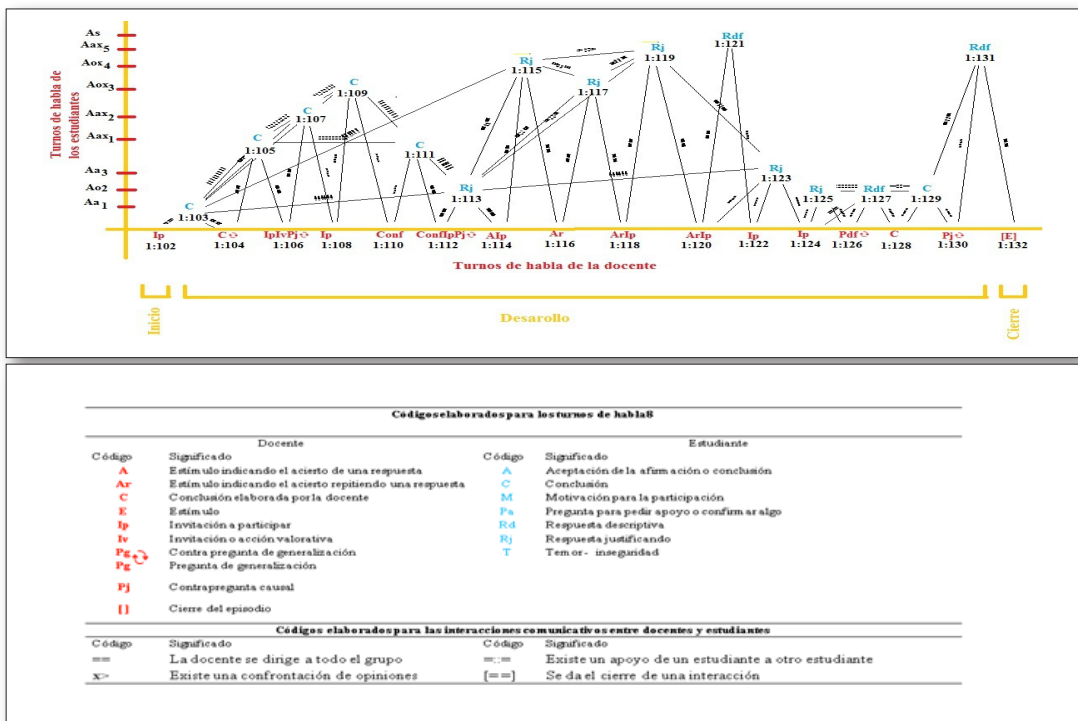 As
Aax5
Aox4
Aox3
Aax2
Aax1
Aa3
Ao2
Aa1
Turnos de habla de
los estudiantes
Rdf
1:121
Rj
1:119
Rdf
1:131
Rj
1:115
Rj
1:117
C
1:109
C
1:107
C
1:105
C
1:111
Rj
1:123
Rj
1:113
Rj
1:125
Rdf
1:127
C
1:129
C
1:103
Ip C IpIvPj Ip Conf ConfIpPj AIp Ar ArIp ArIp Ip Ip Pdf C Pj [E]
1:102 1:104 1:106 1:108 1:110 1:112 1:114 1:116 1:118 1:120 1:122 1:124 1:126 1:128 1:130 1:132
Turnos de habla de la docente
Inicio
Desarollo
Cierre
Códigos elaborados para los turnos de habla8
Docente Estudiante
Código Significado Código Significado
A Estímulo indicando el acierto de una respuesta A Aceptación de la afirmación o conclusión
Ar Estímulo indicando el acierto repitiendo una respuesta C Conclusión
C Conclusión elaborada por la docente M Motivación para la participación
E Estímulo Pa Pregunta para pedir apoyo o confirmar algo
Ip Invitación a participar Rd Respuesta descriptiva
Iv Invitación o acción valorativa Rj Respuesta justificando
Pg Contra pregunta de generalización T Temor- inseguridad
Pg Pregunta de generalización
Pj Contrapregunta causal
[] Cierre del episodio
Códigos elaborados para las interacciones comunicativos entre docentes y estudiantes
Código Significado Código Significado
== La docente se dirige a todo el grupo =::= Existe un apoyo de un estudiante a otro estudiante
x> Existe una confrontación de opiniones [==] Se da el cierre de una interacción